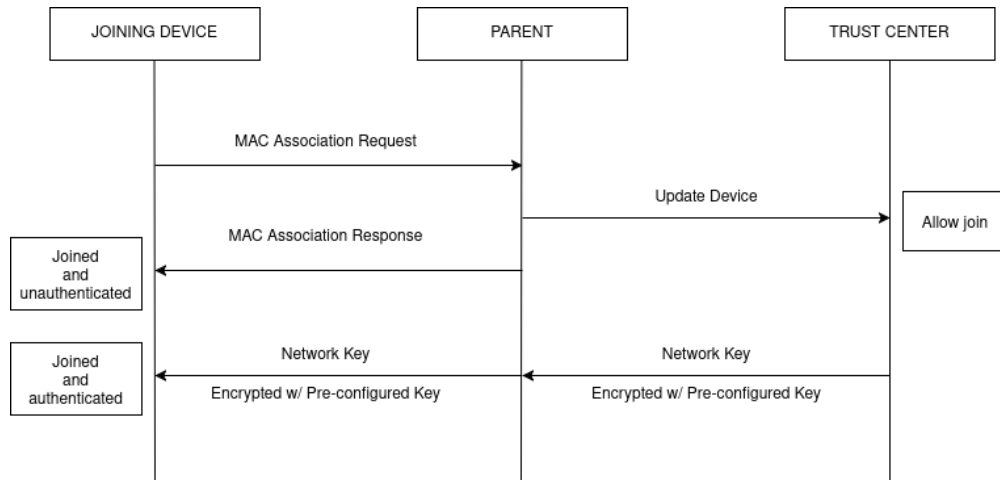 JOINING DEVICE
PARENT
TRUST CENTER
MAC Association Request
Update Device
Allow join
MAC Association Response
Joined
and
unauthenticated
Network Key
Network Key
Joined
and
authenticated
Encrypted w/ Pre-configured Key
Encrypted w/ Pre-configured Key